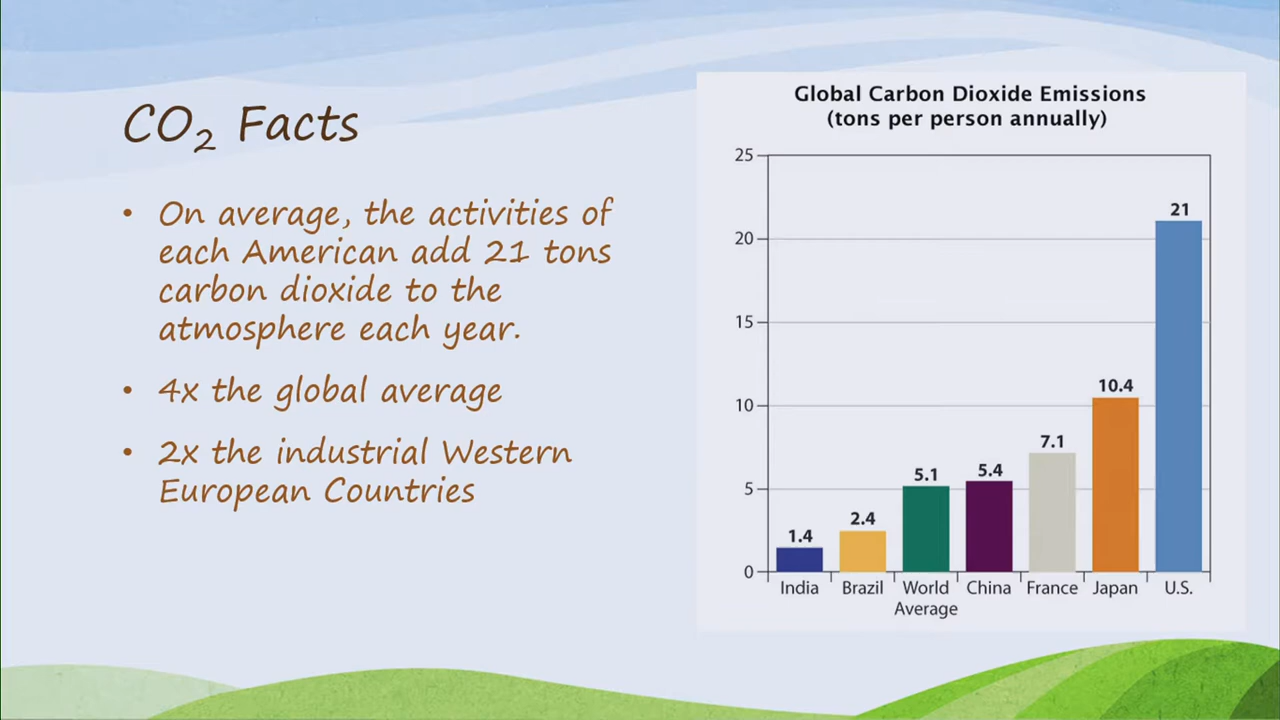 CO₂ Facts
• On average, the activities of
each American add 21 tons
carbon dioxide to the
atmosphere each year.
• 4x the global average
• 2x the industrial Western
European Countries
Global Carbon Dioxide Emissions
(tons per person annually)
25
20
15
10
5
0
1.4
2.4
5.1
5.4
7.1
10.4
21
India
Brazil
World
Average
China
France
Japan
U.S.